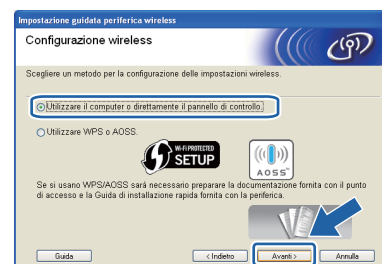 Impostazione guidata periferica wireless
Configurazione wireless
Scegliere un metodo per la configurazione delle impostazioni wireless.
Utilizzare il computer o direttamente il pannello di controllo.
Utilizzare WPS o AOSS.
WI-FI PROTECTED
SETUP
AOSS
Se si usano WPS/AOSS sará necessario preparare la documentazione fornita con il punto
di accesso e la Guida di installazione rapida fornita con la periferica.
Guida
< Indietro
Avanti >
Annulla